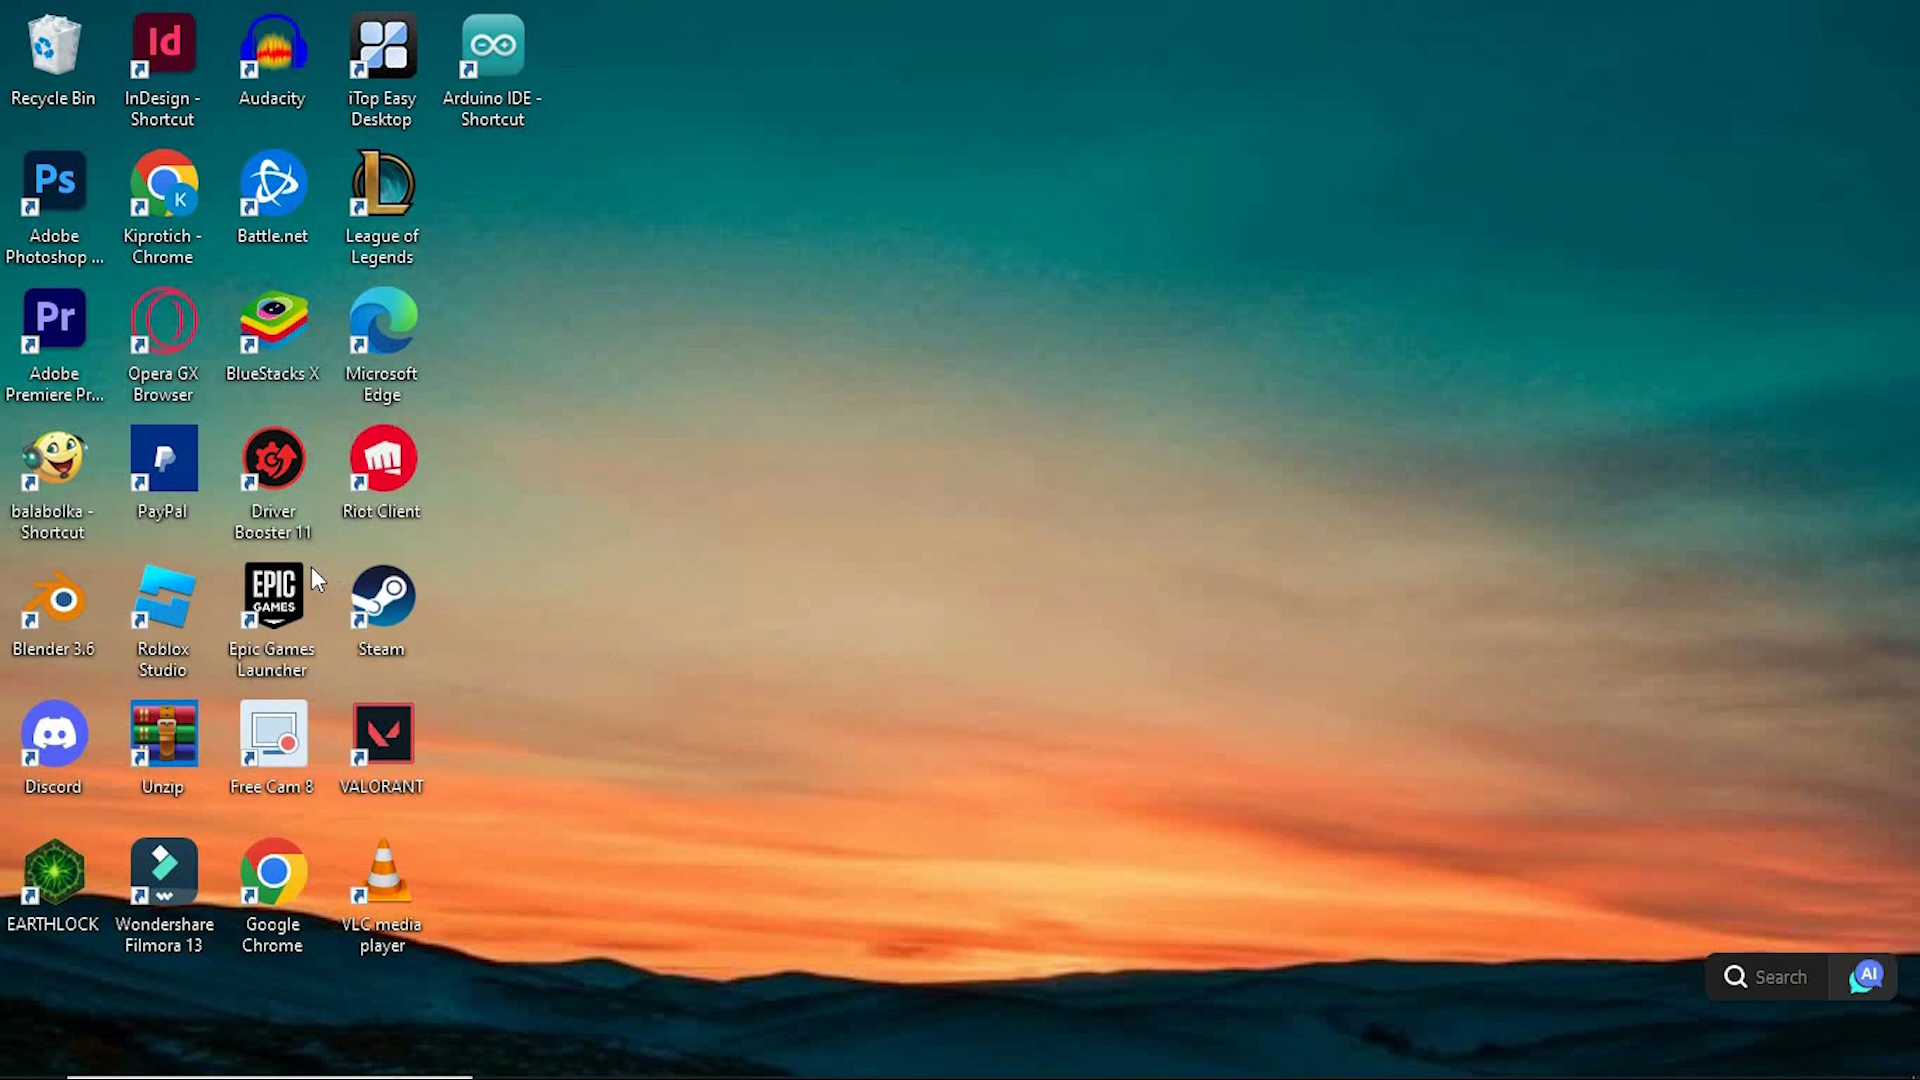 Id
Recycle Bin
InDesign -
Shortcut
Audacity
iTop Easy
Desktop
Arduino IDE -
Shortcut
Ps
K
Adobe
Photoshop ...
Kiprotich -
Chrome
Battle.net
League of
Legends
Pr
Adobe
Premiere Pr...
Opera GX
Browser
BlueStacks X
Microsoft
Edge
balabolka -
Shortcut
PayPal
Driver
Booster 11
Riot Client
EPIC
GAMES
Blender 3.6
Roblox
Studio
Epic Games
Launcher
Steam
Discord
Unzip
Free Cam 8
VALORANT
EARTHLOCK
Wondershare
Filmora 13
Google
Chrome
VLC media
player
Search
AI